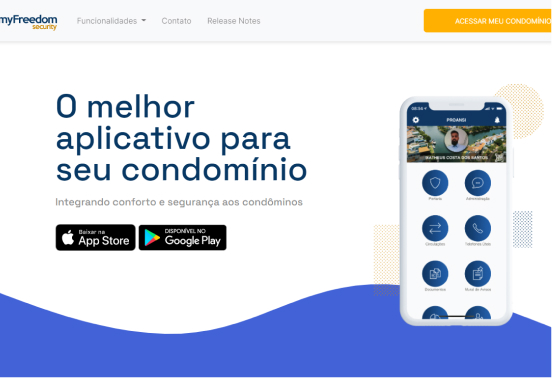 myFreedom
security
Funcionalidades
Contato
Release Notes
ACESSAR MEU CONDOMÍNIO
O melhor
aplicativo para
seu condomínio
Integrando conforto e segurança aos condôminos
Baixar na
App Store
DISPONÍVEL NO
Google Play
PROANSI
MATHEUS COSTA DOS SANTOS
Portaria
Administração
Circulações
Telefones Úteis
Documentos
Mural de Avisos